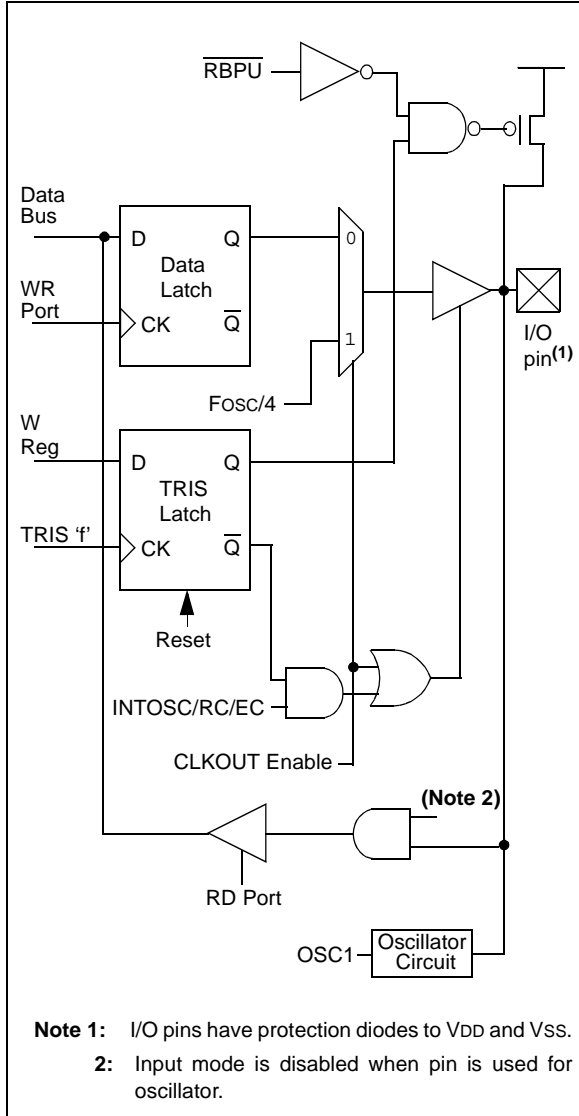 RBPU
Data
Bus
D
Q
0
Data
Latch
WR
Port
CK
Q
1
I/O
pin(1)
FOSC/4
W
Reg
D
Q
TRIS
Latch
TRIS ‘f’
CK
Q
Reset
INTOSC/RC/EC
CLKOUT Enable
(Note 2)
RD Port
OSC1
Oscillator
Circuit
Note 1: I/O pins have protection diodes to VDD and VSS.
2: Input mode is disabled when pin is used for
oscillator.